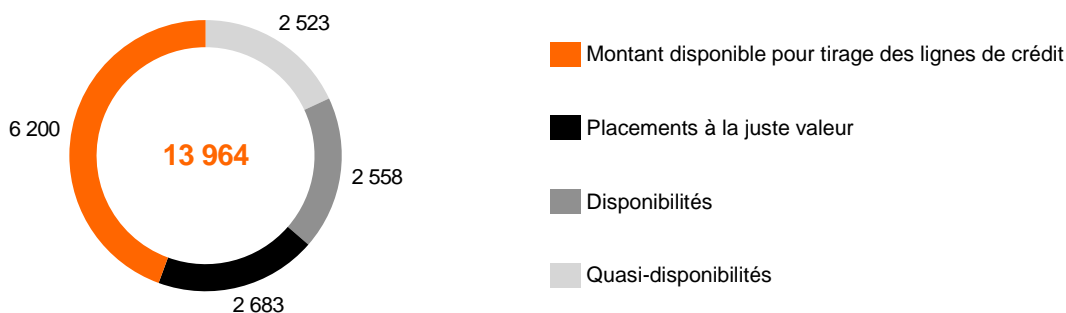 2 523
6 200
13 964
2 558
2 683
Montant disponible pour tirage des lignes de crédit
Placements à la juste valeur
Disponibilités
Quasi-disponibilités